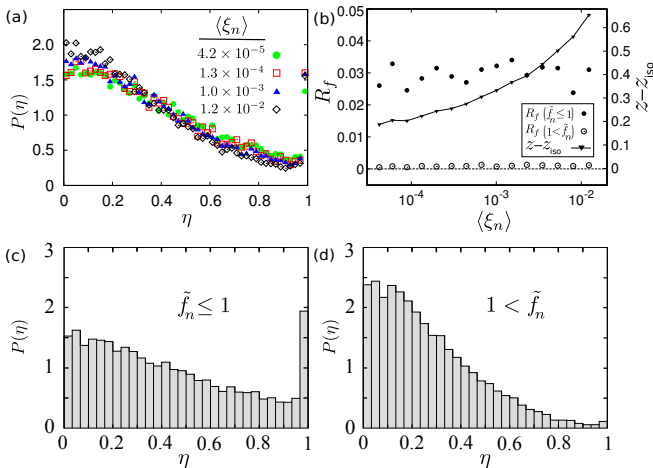 (a)
⟨ξn⟩
4.2 × 10⁻⁵
1.3 × 10⁻⁴
1.0 × 10⁻³
1.2 × 10⁻²
2.0
1.5
1.0
0.5
0
P(η)
0 0.2 0.4 0.6 0.8 1
η
(b)
0.05
0.04
0.03
0.02
0.01
0
R_f
0.6
0.5
0.4
0.3
0.2
0.1
0
z−z_iso
R_f (f̃n≤1)
R_f (1<f̃n)
z−z_iso
10⁻⁴ 10⁻³ 10⁻²
⟨ξn⟩
(c)
3
2
1
0
P(η)
f̃n ≤ 1
0 0.2 0.4 0.6 0.8 1
η
(d)
3
2
1
0
P(η)
1 < f̃n
0 0.2 0.4 0.6 0.8 1
η